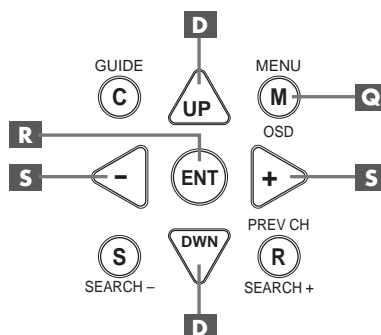 D
GUIDE
MENU
C
UP
M
Q
OSD
R
S
-
ENT
+
S
PREV CH
S
DWN
R
SEARCH –
SEARCH +
D